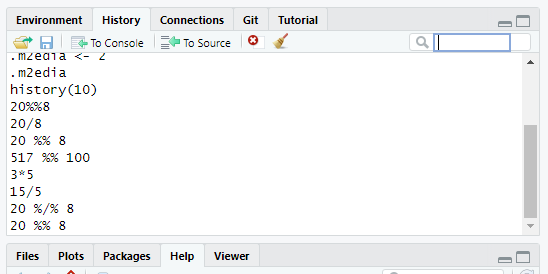 Environment History Connections Git Tutorial
To Console To Source
.m2edia <- 2
.m2edia
history(10)
20%%8
20/8
20 %% 8
517 %% 100
3*5
15/5
20 %/% 8
20 %% 8
Files Plots Packages Help Viewer